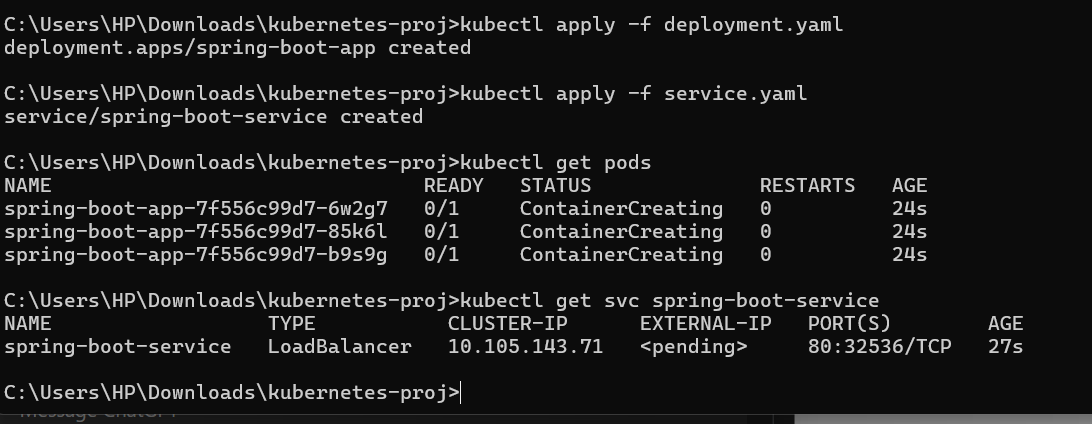 C:\Users\HP\Downloads\kubernetes-proj>kubectl apply -f deployment.yaml
deployment.apps/spring-boot-app created
C:\Users\HP\Downloads\kubernetes-proj>kubectl apply -f service.yaml
service/spring-boot-service created
C:\Users\HP\Downloads\kubernetes-proj>kubectl get pods
NAME READY STATUS RESTARTS AGE
spring-boot-app-7f556c99d7-6w2g7 0/1 ContainerCreating 0 24s
spring-boot-app-7f556c99d7-85k6l 0/1 ContainerCreating 0 24s
spring-boot-app-7f556c99d7-b9s9g 0/1 ContainerCreating 0 24s
C:\Users\HP\Downloads\kubernetes-proj>kubectl get svc spring-boot-service
NAME TYPE CLUSTER-IP EXTERNAL-IP PORT(S) AGE
spring-boot-service LoadBalancer 10.105.143.71 <pending> 80:32536/TCP 27s
C:\Users\HP\Downloads\kubernetes-proj>
Message ChatGPT